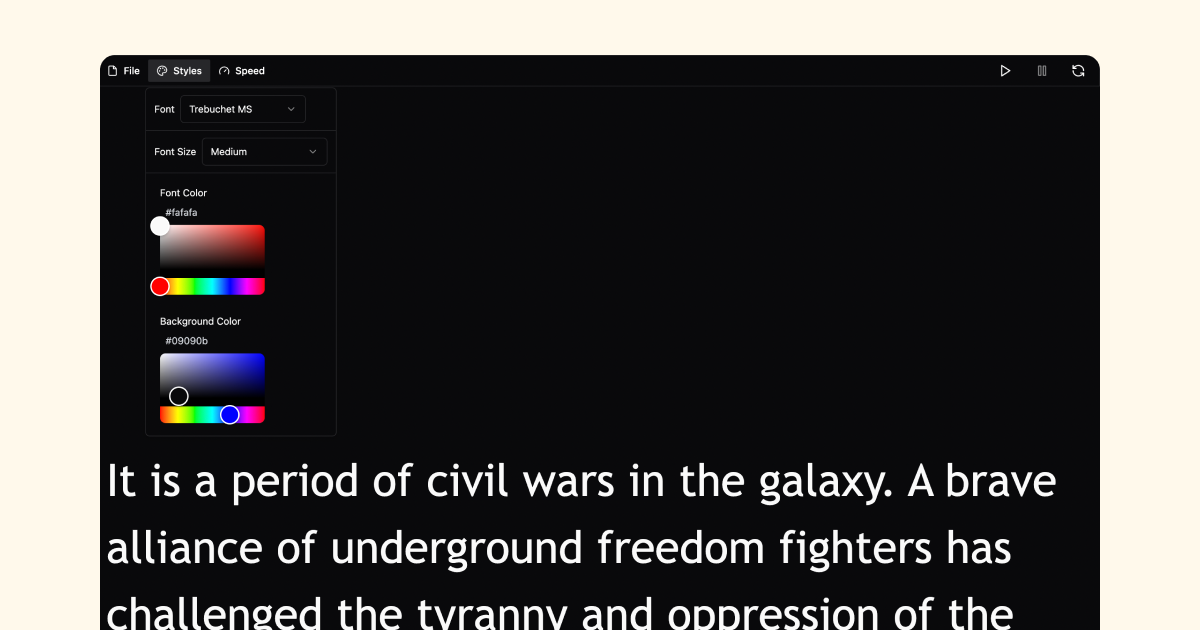 File Styles Speed
Font Trebuchet MS
Font Size Medium
Font Color
#fafafa
Background Color
#09090b
It is a period of civil wars in the galaxy. A brave
alliance of underground freedom fighters has
challenged the tyranny and oppression of the